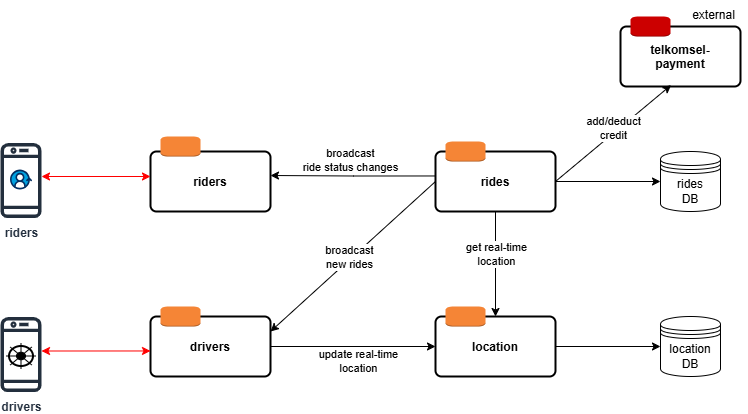 external
telkomsel-
payment
add/deduct
credit
broadcast
ride status changes
riders
rides
rides
DB
riders
broadcast
new rides
get real-time
location
drivers
update real-time
location
location
location
DB
drivers